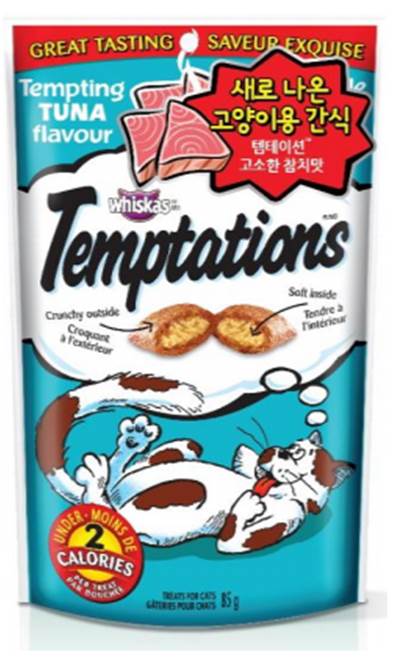 GREAT TASTING SAVEUR EXQUISE
Tempting
TUNA
flavour
새로 나온
고양이용 간식
템테이션™
고소한 참치맛
Whiskas
Temptations
Crunchy outside
Croquant
à l'extérieur
Soft inside
Tendre à
l'intérieur
UNDER • MOINS DE
2
CALORIES
PER TREAT
PAR BOUCHÉE
TREATS FOR CATS
GÂTERIES POUR CHATS
85 g